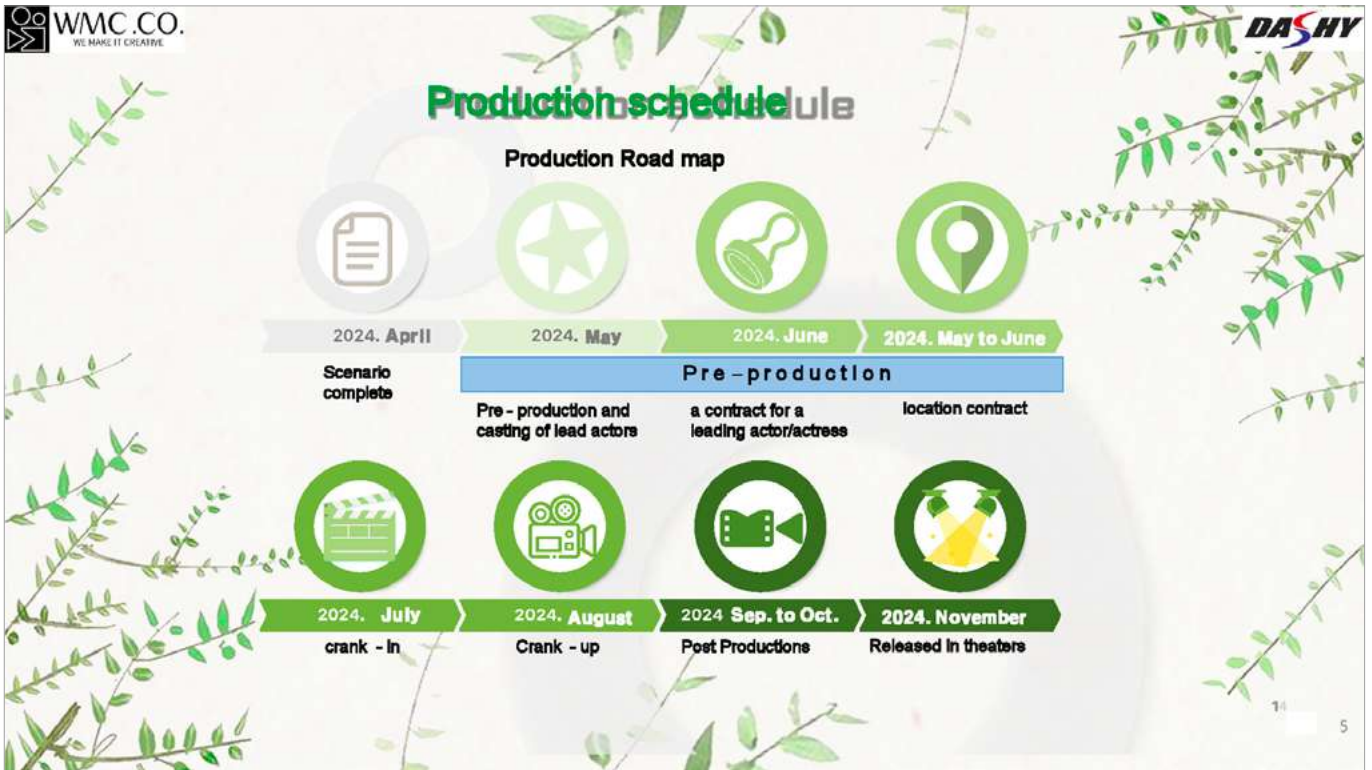 WMC.CO.
WE MAKE IT CREATIVE
DASHY
Production schedule
Production Road map
2024. April
2024. May
2024. June
2024. May to June
Pre-production
Scenario
complete
Pre - production and
casting of lead actors
a contract for a
leading actor/actress
location contract
2024. July
2024. August
2024 Sep. to Oct.
2024. November
crank - in
Crank - up
Post Productions
Released in theaters
14
5